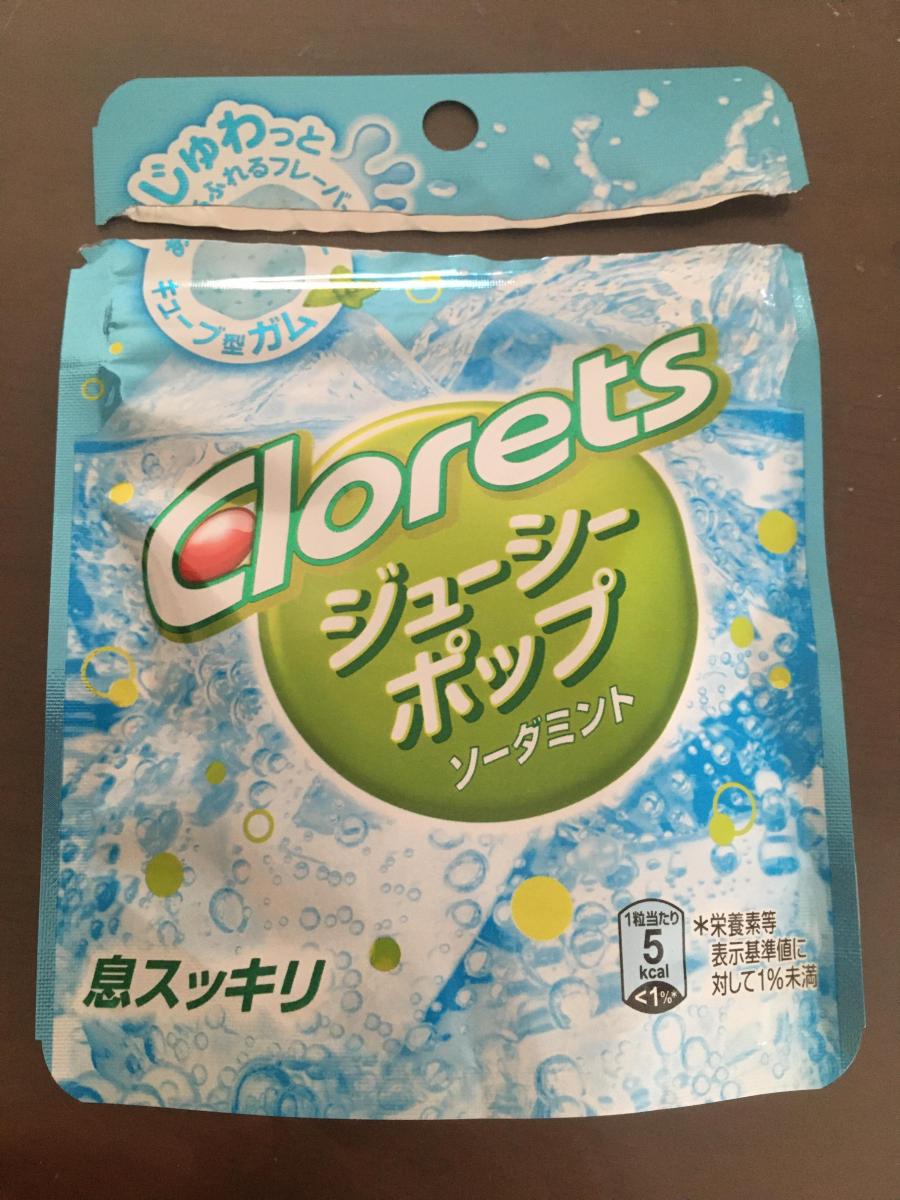 じゅわっと
あふれるフレーバー
キューブ型ガム
Clorets
ジューシー
ポップ
ソーダミント
息スッキリ
1粒当たり
5
kcal
<1%*
*栄養素等
表示基準値に
対して1%未満